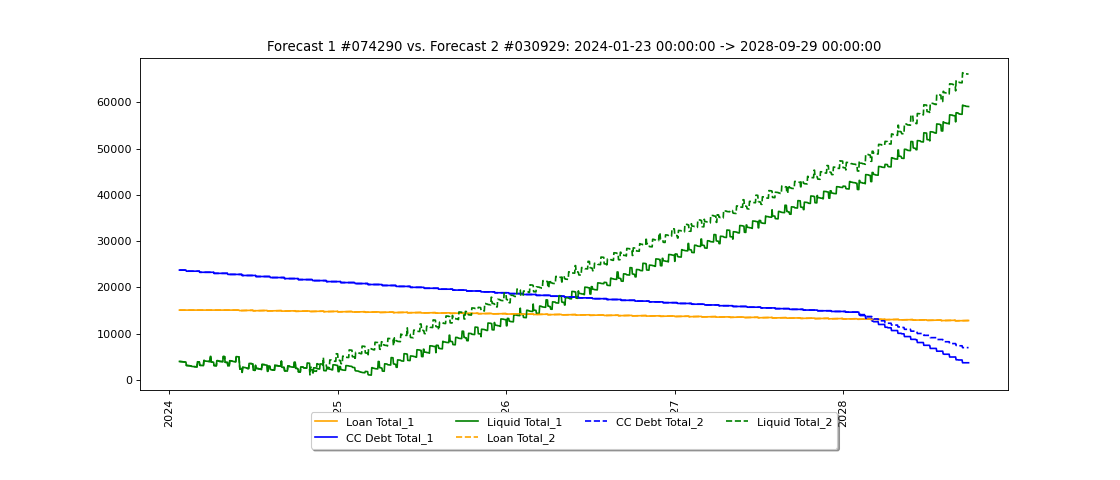 Forecast 1 #074290 vs. Forecast 2 #030929: 2024-01-23 00:00:00 -> 2028-09-29 00:00:00
60000
50000
40000
30000
20000
10000
0
2024
25
26
27
2028
Loan Total_1
Liquid Total_1
CC Debt Total_2
Liquid Total_2
CC Debt Total_1
Loan Total_2